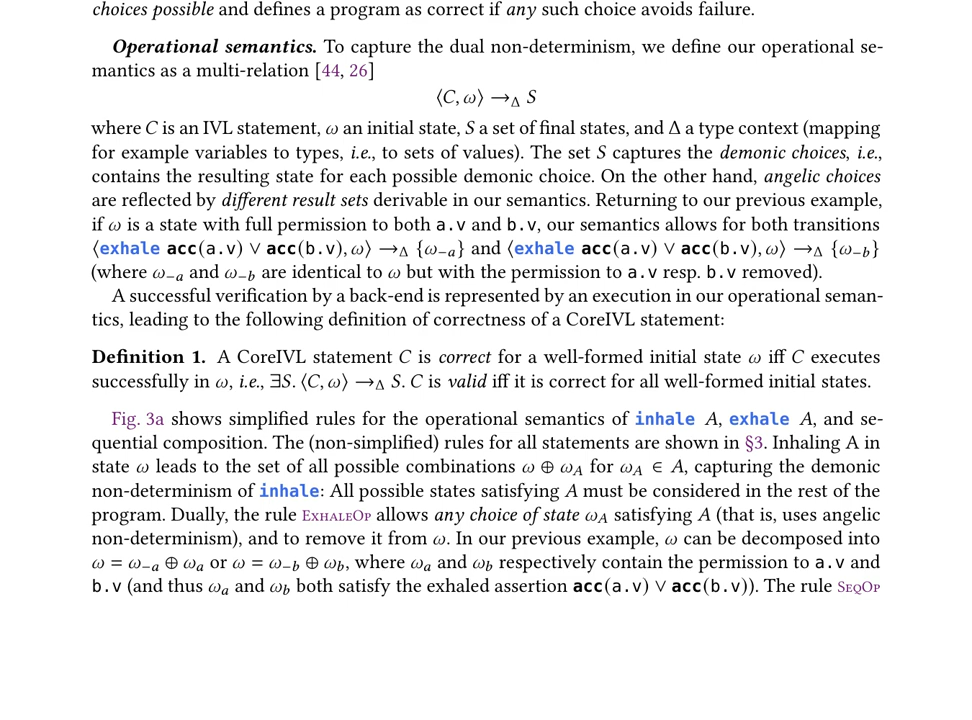 choices possible and defines a program as correct if any such choice avoids failure.
Operational semantics. To capture the dual non-determinism, we define our operational se-
mantics as a multi-relation [44, 26]
⟨C, ω⟩ →Δ S
where C is an IVL statement, ω an initial state, S a set of final states, and Δ a type context (mapping
for example variables to types, i.e., to sets of values). The set S captures the demonic choices, i.e.,
contains the resulting state for each possible demonic choice. On the other hand, angelic choices
are reflected by different result sets derivable in our semantics. Returning to our previous example,
if ω is a state with full permission to both a.v and b.v, our semantics allows for both transitions
⟨exhale acc(a.v) ∨ acc(b.v), ω⟩ →Δ {ω−a} and ⟨exhale acc(a.v) ∨ acc(b.v), ω⟩ →Δ {ω−b}
(where ω−a and ω−b are identical to ω but with the permission to a.v resp. b.v removed).
A successful verification by a back-end is represented by an execution in our operational seman-
tics, leading to the following definition of correctness of a CoreIVL statement:
Definition 1. A CoreIVL statement C is correct for a well-formed initial state ω iff C executes
successfully in ω, i.e., ∃S. ⟨C, ω⟩ →Δ S. C is valid iff it is correct for all well-formed initial states.
Fig. 3a shows simplified rules for the operational semantics of inhale A, exhale A, and se-
quential composition. The (non-simplified) rules for all statements are shown in §3. Inhaling A in
state ω leads to the set of all possible combinations ω ⊕ ωA for ωA ∈ A, capturing the demonic
non-determinism of inhale: All possible states satisfying A must be considered in the rest of the
program. Dually, the rule ExhaleOp allows any choice of state ωA satisfying A (that is, uses angelic
non-determinism), and to remove it from ω. In our previous example, ω can be decomposed into
ω = ω−a ⊕ ωa or ω = ω−b ⊕ ωb, where ωa and ωb respectively contain the permission to a.v and
b.v (and thus ωa and ωb both satisfy the exhaled assertion acc(a.v) ∨ acc(b.v)). The rule SeqOp